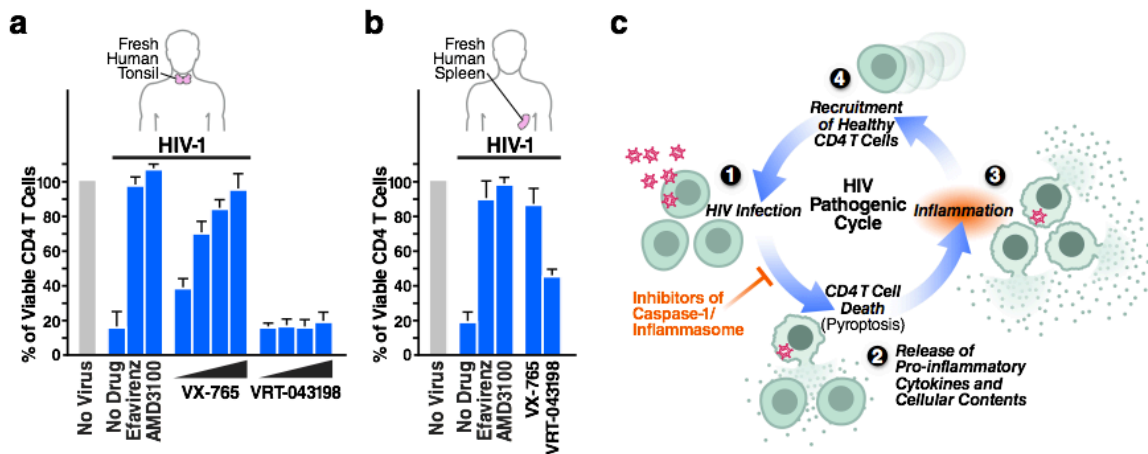 a
Fresh
Human
Tonsil
HIV-1
% of Viable CD4 T Cells
100
80
60
40
20
0
No Virus
No Drug
Efavirenz
AMD3100
VX-765
VRT-043198
b
Fresh
Human
Spleen
HIV-1
% of Viable CD4 T Cells
100
80
60
40
20
0
No Virus
No Drug
Efavirenz
AMD3100
VX-765
VRT-043198
c
4
Recruitment
of Healthy
CD4 T Cells
1
HIV Infection
HIV
Pathogenic
Cycle
3
Inflammation
Inhibitors of
Caspase-1/
Inflammasome
CD4 T Cell
Death
(Pyroptosis)
2
Release of
Pro-inflammatory
Cytokines and
Cellular Contents